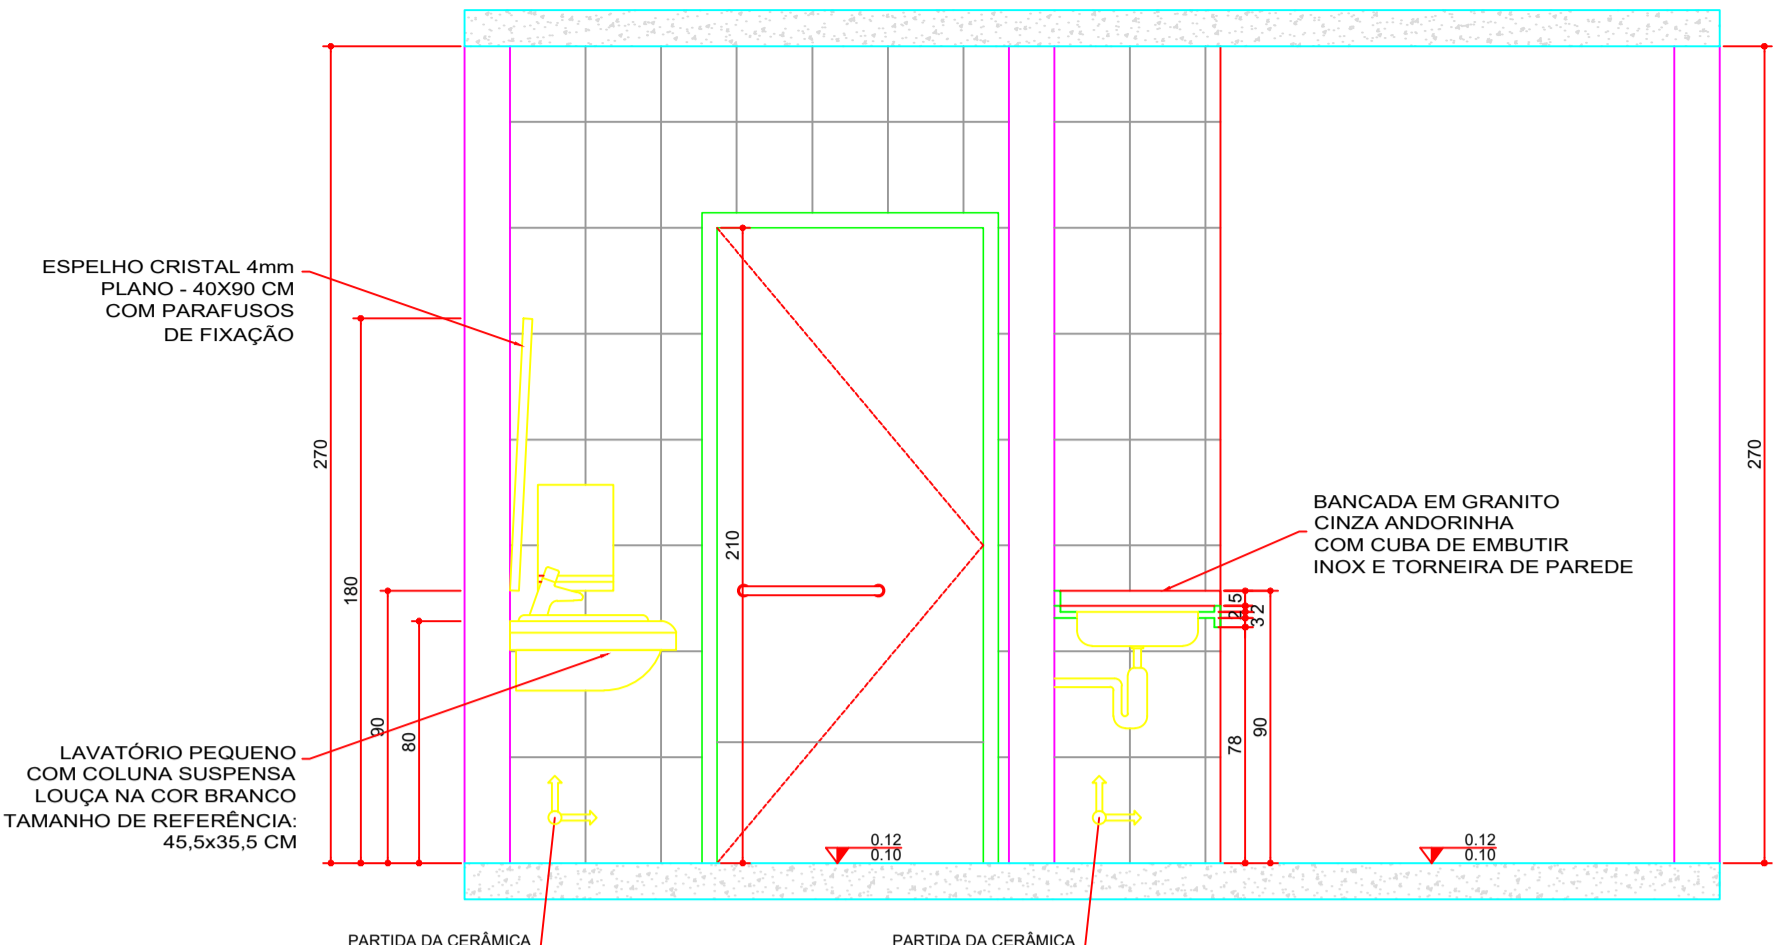 ESPELHO CRISTAL 4mm
PLANO - 40X90 CM
COM PARAFUSOS
DE FIXAÇÃO
270
180
90
80
210
LAVATÓRIO PEQUENO
COM COLUNA SUSPENSA
LOUÇA NA COR BRANCO
TAMANHO DE REFERÊNCIA:
45,5x35,5 CM
BANCADA EM GRANITO
CINZA ANDORINHA
COM CUBA DE EMBUTIR
INOX E TORNEIRA DE PAREDE
270
5
2
3
78
90
0.12
0.10
0.12
0.10
PARTIDA DA CERÂMICA
PARTIDA DA CERÂMICA